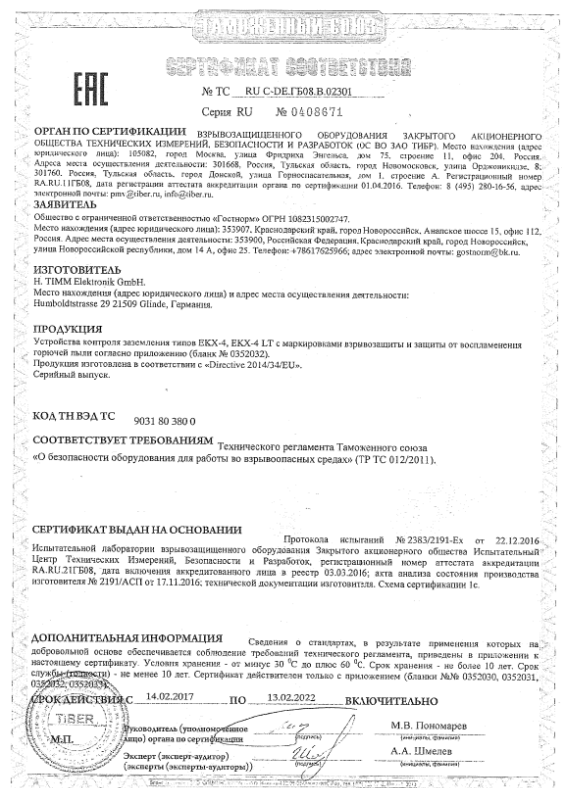 ТАМОЖЕННЫЙ СОЮЗ
СЕРТИФИКАТ СООТВЕТСТВИЯ
ЕАС
№ ТС RU C-DE.ГБ08.В.02301
Серия RU № 0408671
ОРГАН ПО СЕРТИФИКАЦИИ ВЗРЫВОЗАЩИЩЕННОГО ОБОРУДОВАНИЯ ЗАКРЫТОГО АКЦИОНЕРНОГО
ОБЩЕСТВА ТЕХНИЧЕСКИХ ИЗМЕРЕНИЙ, БЕЗОПАСНОСТИ И РАЗРАБОТОК (ОС ВО ЗАО ТИБР). Место нахождения (адрес
юридического лица): 105082, город Москва, улица Фридриха Энгельса, дом 75, строение 11, офис 204, Россия.
Адреса места осуществления деятельности: 301668, Россия, Тульская область, город Новомосковск, улица Орджоникидзе, 8;
301760, Россия, Тульская область, город Донской, улица Горноспасательная, дом 1, строение А. Регистрационный номер
RA.RU.11ГБ08, дата регистрации аттестата аккредитации органа по сертификации 01.04.2016. Телефон: 8 (495) 280-16-56, адрес
электронной почты: pmv@tiber.ru, info@tiber.ru.
ЗАЯВИТЕЛЬ
Общество с ограниченной ответственностью «Гостнорм» ОГРН 1082315002747.
Место нахождения (адрес юридического лица): 353907, Краснодарский край, город Новороссийск, Анапское шоссе 15, офис 112,
Россия. Адрес места осуществления деятельности: 353900, Российская Федерация, Краснодарский край, город Новороссийск,
улица Новороссийской республики, дом 14 А, офис 25. Телефон: +78617625966; адрес электронной почты: gostnorm@bk.ru.
ИЗГОТОВИТЕЛЬ
H. TIMM Elektronik GmbH.
Место нахождения (адрес юридического лица) и адрес места осуществления деятельности:
Humboldtstrasse 29 21509 Glinde, Германия.
ПРОДУКЦИЯ
Устройства контроля заземления типов EKX-4, EKX-4 LT с маркировками взрывозащиты и защиты от воспламенения
горючей пыли согласно приложению (бланк № 0352032).
Продукция изготовлена в соответствии с «Directive 2014/34/EU».
Серийный выпуск.
КОД ТН ВЭД ТС 9031 80 380 0
СООТВЕТСТВУЕТ ТРЕБОВАНИЯМ Технического регламента Таможенного союза
«О безопасности оборудования для работы во взрывоопасных средах» (ТР ТС 012/2011).
СЕРТИФИКАТ ВЫДАН НА ОСНОВАНИИ Протокола испытаний № 2383/2191-Ех от 22.12.2016
Испытательной лаборатории взрывозащищенного оборудования Закрытого акционерного общества Испытательный
Центр Технических Измерений, Безопасности и Разработок, регистрационный номер аттестата аккредитации
RA.RU.21ГБ08, дата включения аккредитованного лица в реестр 03.03.2016; акта анализа состояния производства
изготовителя № 2191/АСП от 17.11.2016; технической документации изготовителя. Схема сертификации 1с.
ДОПОЛНИТЕЛЬНАЯ ИНФОРМАЦИЯ Сведения о стандартах, в результате применения которых на
добровольной основе обеспечивается соблюдение требований технического регламента, приведены в приложении к
настоящему сертификату. Условия хранения - от минус 30 ⁰С до плюс 60 ⁰С. Срок хранения - не более 10 лет. Срок
службы (годности) - не менее 10 лет. Сертификат действителен только с приложением (бланки №№ 0352030, 0352031,
0352032, 0352033).
СРОК ДЕЙСТВИЯ С 14.02.2017 ПО 13.02.2022 ВКЛЮЧИТЕЛЬНО
TIBER
М.П.
Руководитель (уполномоченное
лицо) органа по сертификации (подпись) М.В. Пономарев (инициалы, фамилия)
Эксперт (эксперт-аудитор)
(эксперты (эксперты-аудиторы)) (подпись) А.А. Шмелев (инициалы, фамилия)